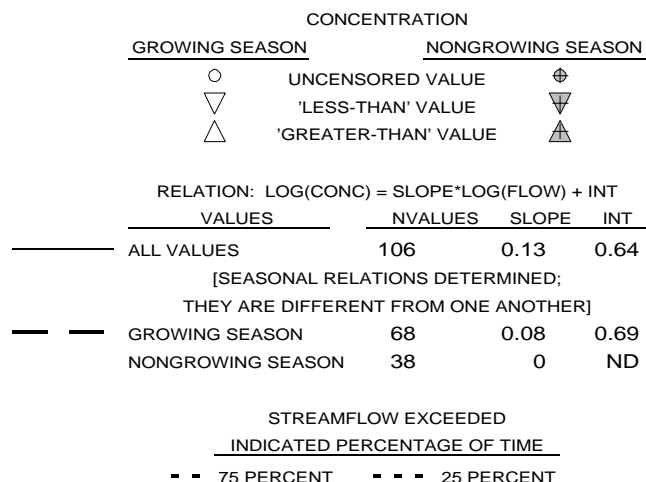 CONCENTRATION
GROWING SEASON NONGROWING SEASON
UNCENSORED VALUE
'LESS-THAN' VALUE
'GREATER-THAN' VALUE
RELATION: LOG(CONC) = SLOPE*LOG(FLOW) + INT
VALUES NVALUES SLOPE INT
ALL VALUES 106 0.13 0.64
[SEASONAL RELATIONS DETERMINED;
THEY ARE DIFFERENT FROM ONE ANOTHER]
GROWING SEASON 68 0.08 0.69
NONGROWING SEASON 38 0 ND
STREAMFLOW EXCEEDED
INDICATED PERCENTAGE OF TIME
75 PERCENT 25 PERCENT